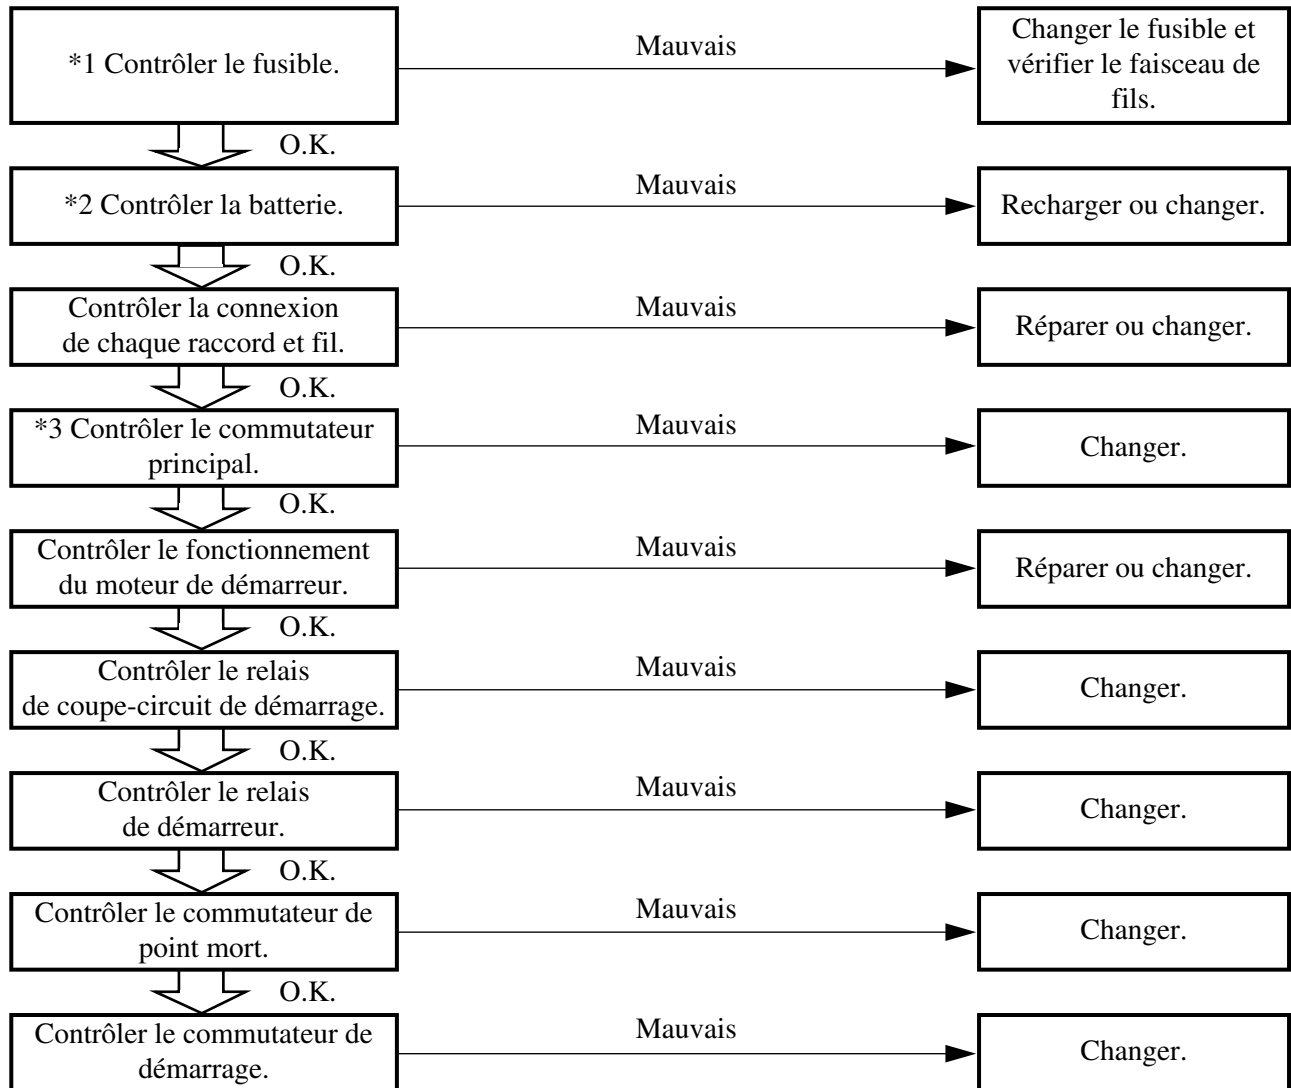 *1 Contrôler le fusible.
Mauvais
Changer le fusible et
vérifier le faisceau de
fils.
O.K.
*2 Contrôler la batterie.
Mauvais
Recharger ou changer.
O.K.
Contrôler la connexion
de chaque raccord et fil.
Mauvais
Réparer ou changer.
O.K.
*3 Contrôler le commutateur
principal.
Mauvais
Changer.
O.K.
Contrôler le fonctionnement
du moteur de démarreur.
Mauvais
Réparer ou changer.
O.K.
Contrôler le relais
de coupe-circuit de démarrage.
Mauvais
Changer.
O.K.
Contrôler le relais
de démarreur.
Mauvais
Changer.
O.K.
Contrôler le commutateur de
point mort.
Mauvais
Changer.
O.K.
Contrôler le commutateur de
démarrage.
Mauvais
Changer.